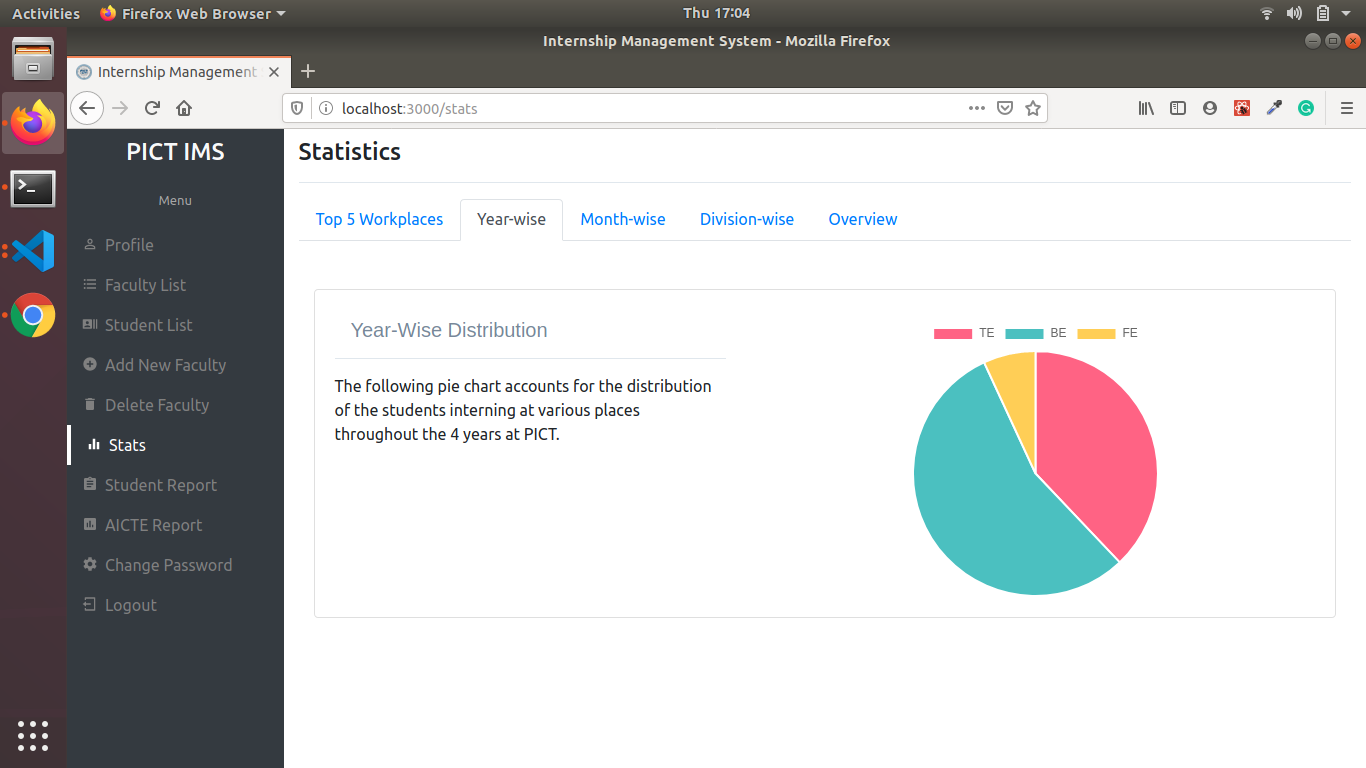 Activities Firefox Web Browser Thu 17:04
Internship Management System - Mozilla Firefox
Internship Management
localhost:3000/stats
PICT IMS
Menu
Profile
Faculty List
Student List
Add New Faculty
Delete Faculty
Stats
Student Report
AICTE Report
Change Password
Logout
Statistics
Top 5 Workplaces Year-wise Month-wise Division-wise Overview
Year-Wise Distribution
The following pie chart accounts for the distribution
of the students interning at various places
throughout the 4 years at PICT.
TE BE FE